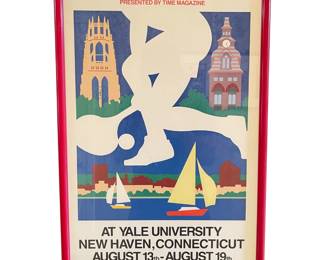 PRESENTED BY TIME MAGAZINE
AT YALE UNIVERSITY
NEW HAVEN, CONNECTICUT
AUGUST 13th - AUGUST 19th